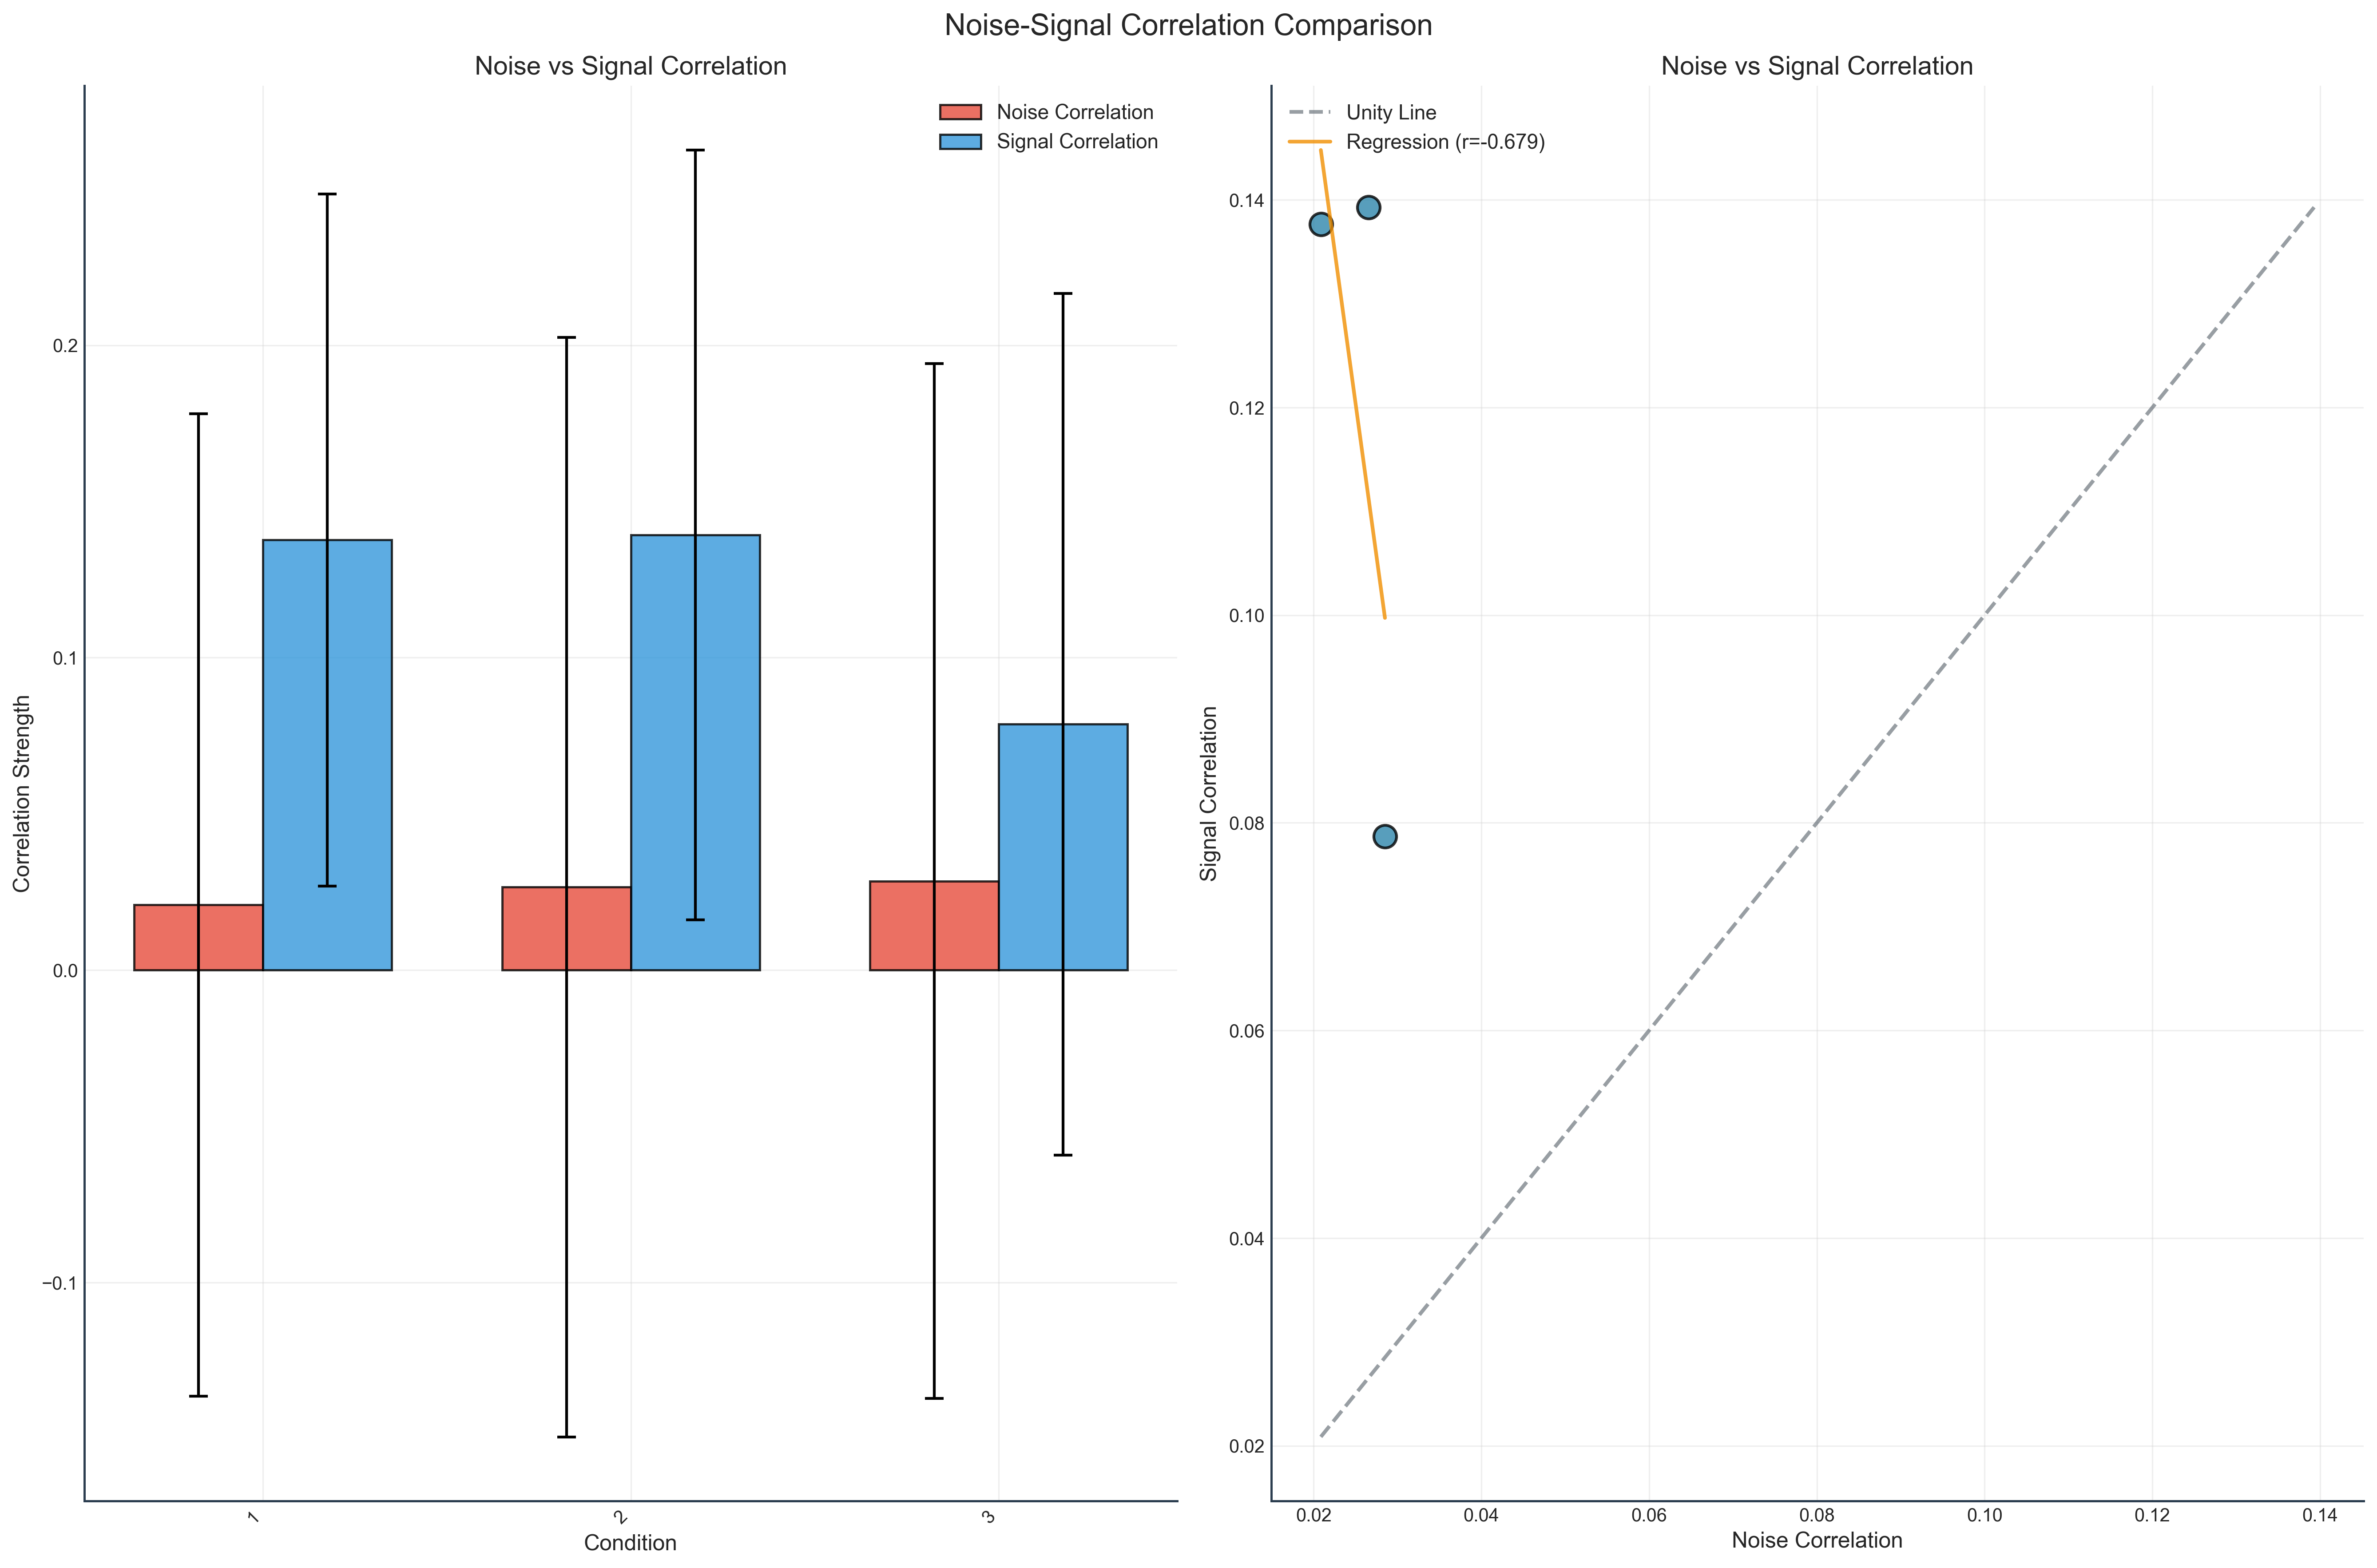 Noise-Signal Correlation Comparison
Noise vs Signal Correlation
Noise Correlation
Signal Correlation
0.2
0.1
0.0
−0.1
Correlation Strength
1
2
3
Condition
Noise vs Signal Correlation
Unity Line
Regression (r=-0.679)
0.14
0.12
0.10
0.08
0.06
0.04
0.02
Signal Correlation
0.02
0.04
0.06
0.08
0.10
0.12
0.14
Noise Correlation